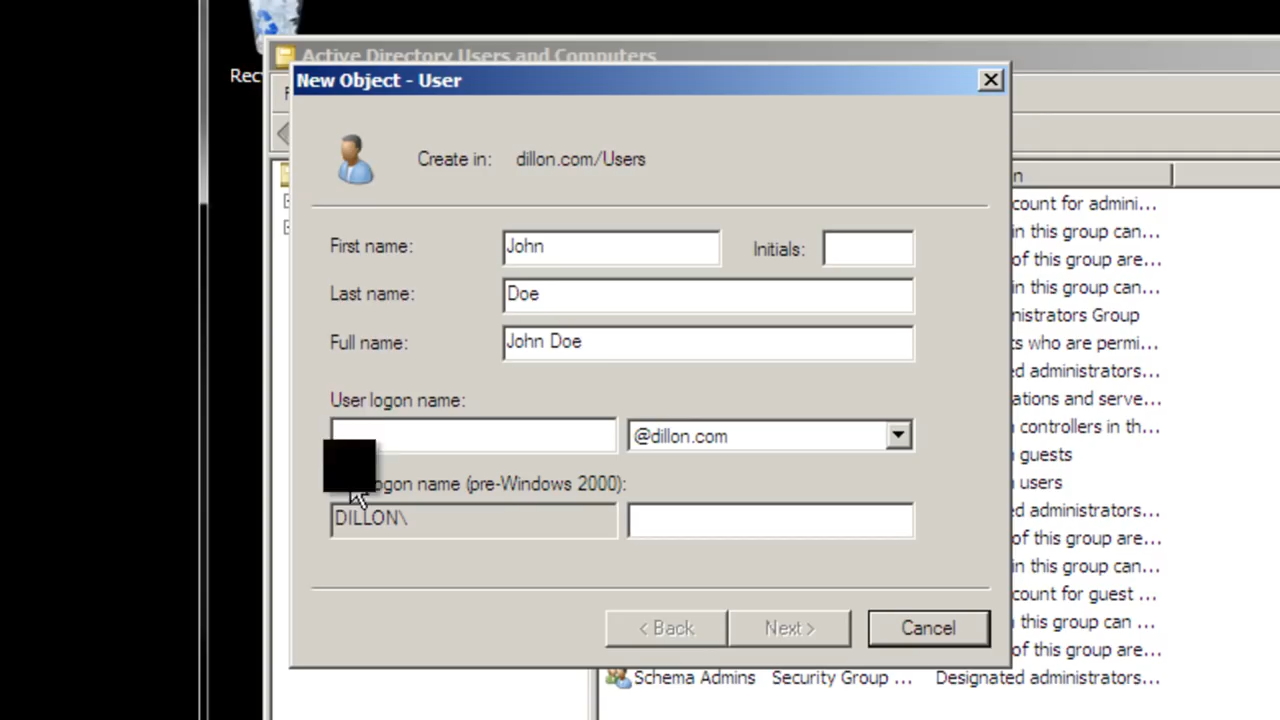 Active Directory Users and Computers
New Object - User
Create in: dillon.com/Users
First name: John Initials:
Last name: Doe
Full name: John Doe
User logon name:
@dillon.com
logon name (pre-Windows 2000):
DILLON\
< Back Next > Cancel
count for admini...
in this group can...
of this group are...
in this group can...
nistrators Group
s who are permi...
ed administrators...
ations and serve...
controllers in th...
guests
users
ed administrators...
of this group are...
in this group can...
count for guest ...
this group can ...
of this group are...
Schema Admins Security Group ... Designated administrators...